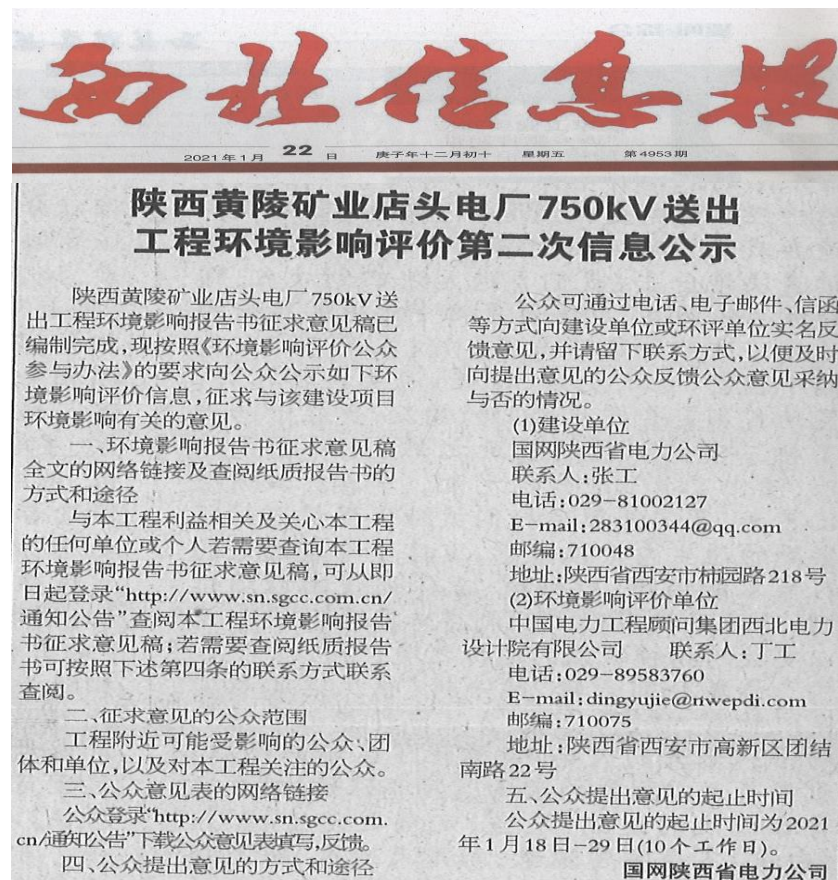 西北信息报
2021年1月 22 日 庚子年十二月初十 星期五 第4953期
陕西黄陵矿业店头电厂750kV送出
工程环境影响评价第二次信息公示
陕西黄陵矿业店头电厂750kV送
出工程环境影响报告书征求意见稿已
编制完成,现按照《环境影响评价公众
参与办法》的要求向公众公示如下环
境影响评价信息,征求与该建设项目
环境影响有关的意见。
一、环境影响报告书征求意见稿
全文的网络链接及查阅纸质报告书的
方式和途径
与本工程利益相关及关心本工程
的任何单位或个人若需要查询本工程
环境影响报告书征求意见稿,可从即
日起登录“http://www.sn.sgcc.com.cn/
通知公告”查阅本工程环境影响报告
书征求意见稿;若需要查阅纸质报告
书可按照下述第四条的联系方式联系
查阅。
二、征求意见的公众范围
工程附近可能受影响的公众、团
体和单位,以及对本工程关注的公众。
三、公众意见表的网络链接
公众登录“http://www.sn.sgcc.com.
cn/通知公告”下载公众意见表填写,反馈。
四、公众提出意见的方式和途径
公众可通过电话、电子邮件、信函
等方式向建设单位或环评单位实名反
馈意见,并请留下联系方式,以便及时
向提出意见的公众反馈公众意见采纳
与否的情况。
(1)建设单位
国网陕西省电力公司
联系人:张工
电话:029-81002127
E-mail:283100344@qq.com
邮编:710048
地址:陕西省西安市柿园路218号
(2)环境影响评价单位
中国电力工程顾问集团西北电力
设计院有限公司 联系人:丁工
电话:029-89583760
E-mail:dingyujie@nwepdi.com
邮编:710075
地址:陕西省西安市高新区团结
南路22号
五、公众提出意见的起止时间
公众提出意见的起止时间为2021
年1月18日-29日(10个工作日)。
国网陕西省电力公司